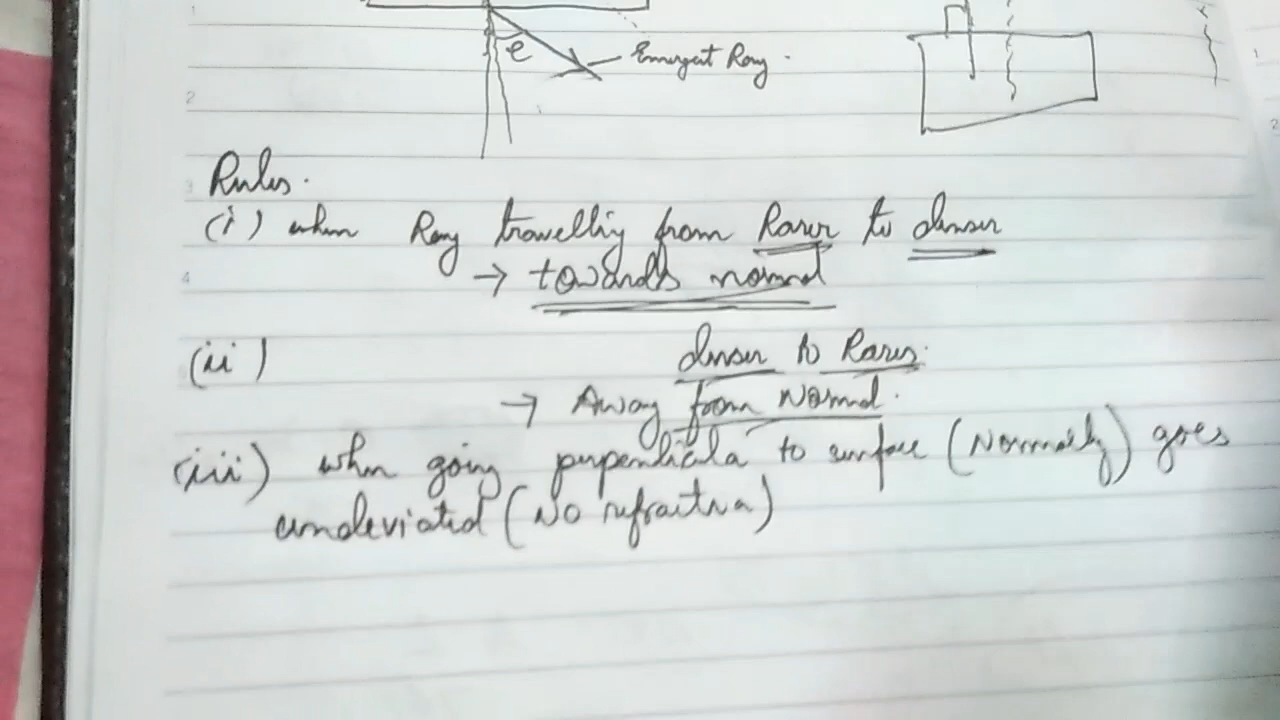 e
Emergent Ray.
Rules.
(i) when Ray travelling from Rarer to denser
→ towards normal
(ii) denser to Rarer.
→ Away from Normal.
(iii) when going perpendicular to surface (Normally) goes
undeviated (No refraction)